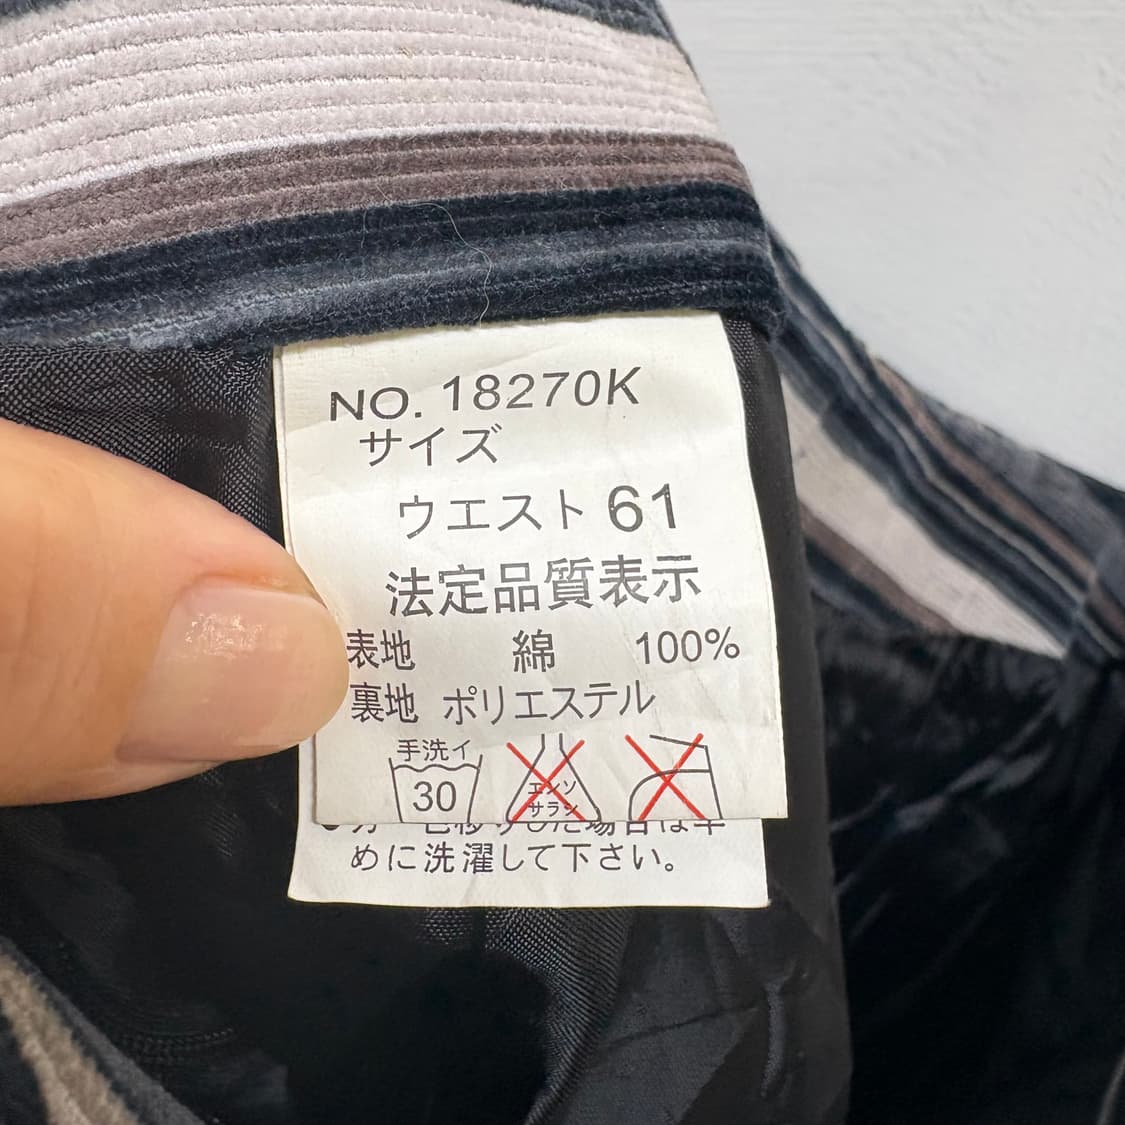 NO. 18270K
サイズ
ウエスト 61
法定品質表示
表地 綿 100%
裏地 ポリエステル
手洗イ
30
エンソ
サラシ
めに洗濯して下さい。